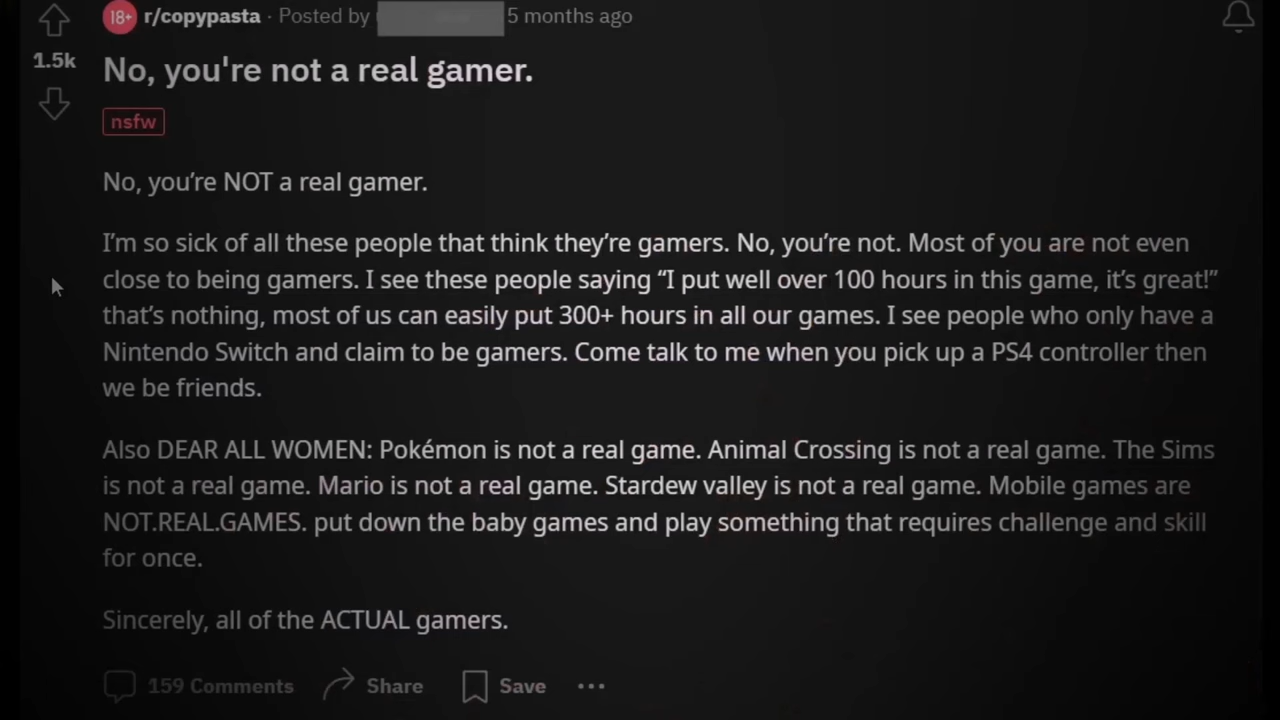 18+ r/copypasta · Posted by 5 months ago
1.5k
No, you're not a real gamer.
nsfw
No, you’re NOT a real gamer.
I’m so sick of all these people that think they’re gamers. No, you’re not. Most of you are not even
close to being gamers. I see these people saying “I put well over 100 hours in this game, it’s great!”
that’s nothing, most of us can easily put 300+ hours in all our games. I see people who only have a
Nintendo Switch and claim to be gamers. Come talk to me when you pick up a PS4 controller then
we be friends.
Also DEAR ALL WOMEN: Pokémon is not a real game. Animal Crossing is not a real game. The Sims
is not a real game. Mario is not a real game. Stardew valley is not a real game. Mobile games are
NOT.REAL.GAMES. put down the baby games and play something that requires challenge and skill
for once.
Sincerely, all of the ACTUAL gamers.
159 Comments Share Save ...